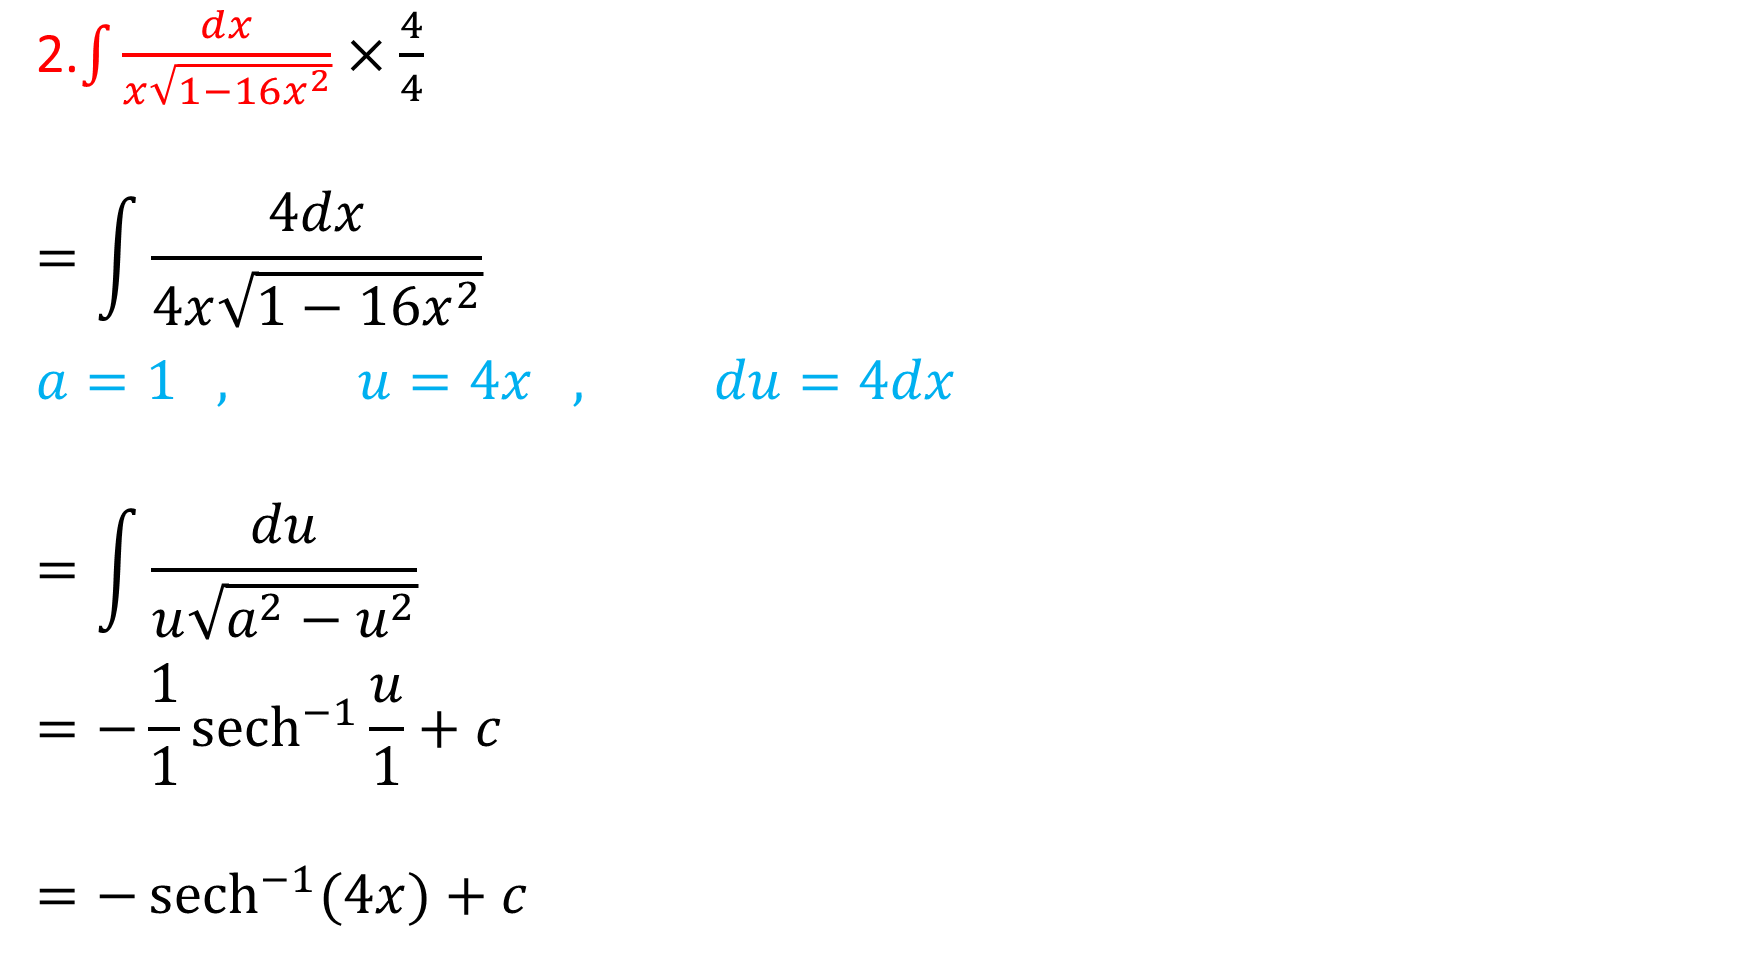 2. ∫ dx / (x√(1−16x²)) × 4/4
= ∫ 4dx / (4x√(1 − 16x²))
a = 1 , u = 4x , du = 4dx
= ∫ du / (u√(a² − u²))
= − 1/1 sech⁻¹ u/1 + c
= − sech⁻¹(4x) + c